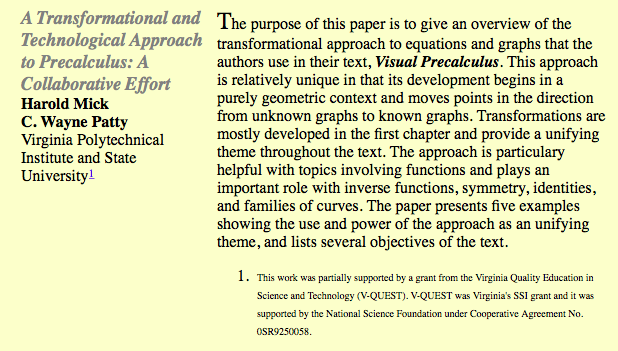 A Transformational and
Technological Approach
to Precalculus: A
Collaborative Effort
Harold Mick
C. Wayne Patty
Virginia Polytechnical
Institute and State
University1
The purpose of this paper is to give an overview of the
transformational approach to equations and graphs that the
authors use in their text, Visual Precalculus. This approach
is relatively unique in that its development begins in a
purely geometric context and moves points in the direction
from unknown graphs to known graphs. Transformations are
mostly developed in the first chapter and provide a unifying
theme throughout the text. The approach is particulary
helpful with topics involving functions and plays an
important role with inverse functions, symmetry, identities,
and families of curves. The paper presents five examples
showing the use and power of the approach as an unifying
theme, and lists several objectives of the text.
1. This work was partially supported by a grant from the Virginia Quality Education in
Science and Technology (V-QUEST). V-QUEST was Virginia's SSI grant and it was
supported by the National Science Foundation under Cooperative Agreement No.
0SR9250058.